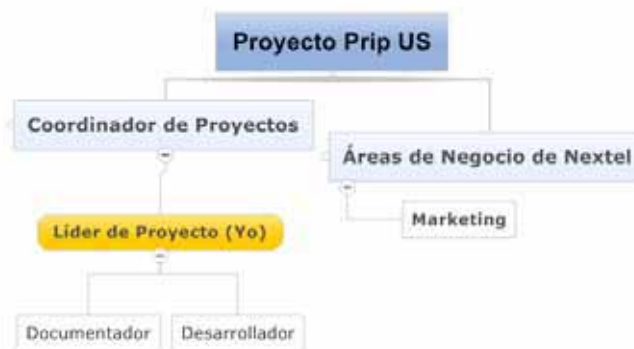 Proyecto Prip US
Coordinador de Proyectos
Áreas de Negocio de Nextel
Marketing
Líder de Proyecto (Yo)
Documentador
Desarrollador